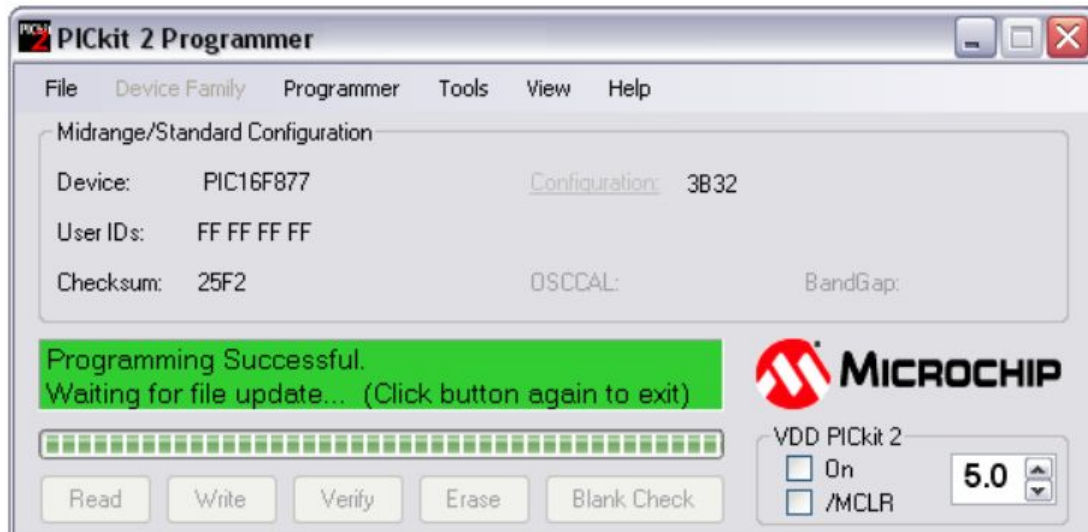 PICkit 2 Programmer
File Device Family Programmer Tools View Help
Midrange/Standard Configuration
Device: PIC16F877 Configuration: 3B32
User IDs: FF FF FF FF
Checksum: 25F2 OSCCAL: BandGap:
Programming Successful.
Waiting for file update... (Click button again to exit)
MICROCHIP
VDD PICkit 2
On
/MCLR
5.0
Read Write Verify Erase Blank Check